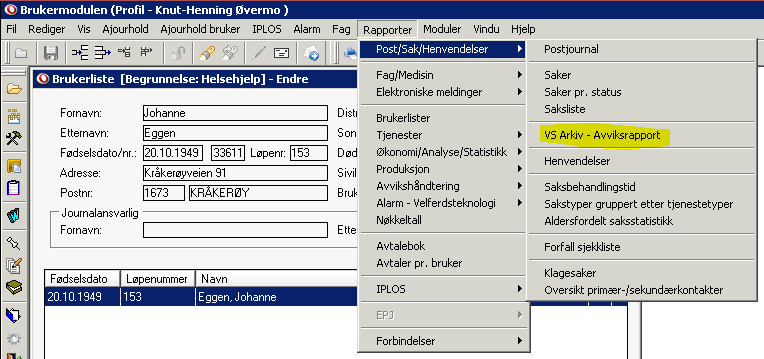 Brukermodulen (Profil - Knut-Henning Øvermo )
Fil Rediger Vis Ajourhold Ajourhold bruker IPLOS Alarm Fag Rapporter Moduler Vindu Hjelp
Brukerliste [Begrunnelse: Helsehjelp] - Endre
Fornavn: Johanne Distr
Etternavn: Eggen Son
Fødselsdato/nr.: 20.10.1949 33611 Løpenr: 153 Død
Adresse: Kråkerøyveien 91 Sivil
Postnr: 1673 KRÅKERØY Bruk
Journalansvarlig
Fornavn: Ette
Fødselsdato Løpenummer Navn
20.10.1949 153 Eggen, Johanne
Post/Sak/Henvendelser
Fag/Medisin
Elektroniske meldinger
Brukerlister
Tjenester
Økonomi/Analyse/Statistikk
Produksjon
Avvikshåndtering
Alarm - Velferdsteknologi
Nøkkeltall
Avtalebok
Avtaler pr. bruker
IPLOS
EPJ
Forbindelser
Postjournal
Saker
Saker pr. status
Saksliste
VS Arkiv - Avviksrapport
Henvendelser
Saksbehandlingstid
Sakstyper gruppert etter tjenestetyper
Aldersfordelt saksstatistikk
Forfall sjekkliste
Klagesaker
Oversikt primær-/sekundærkontakter